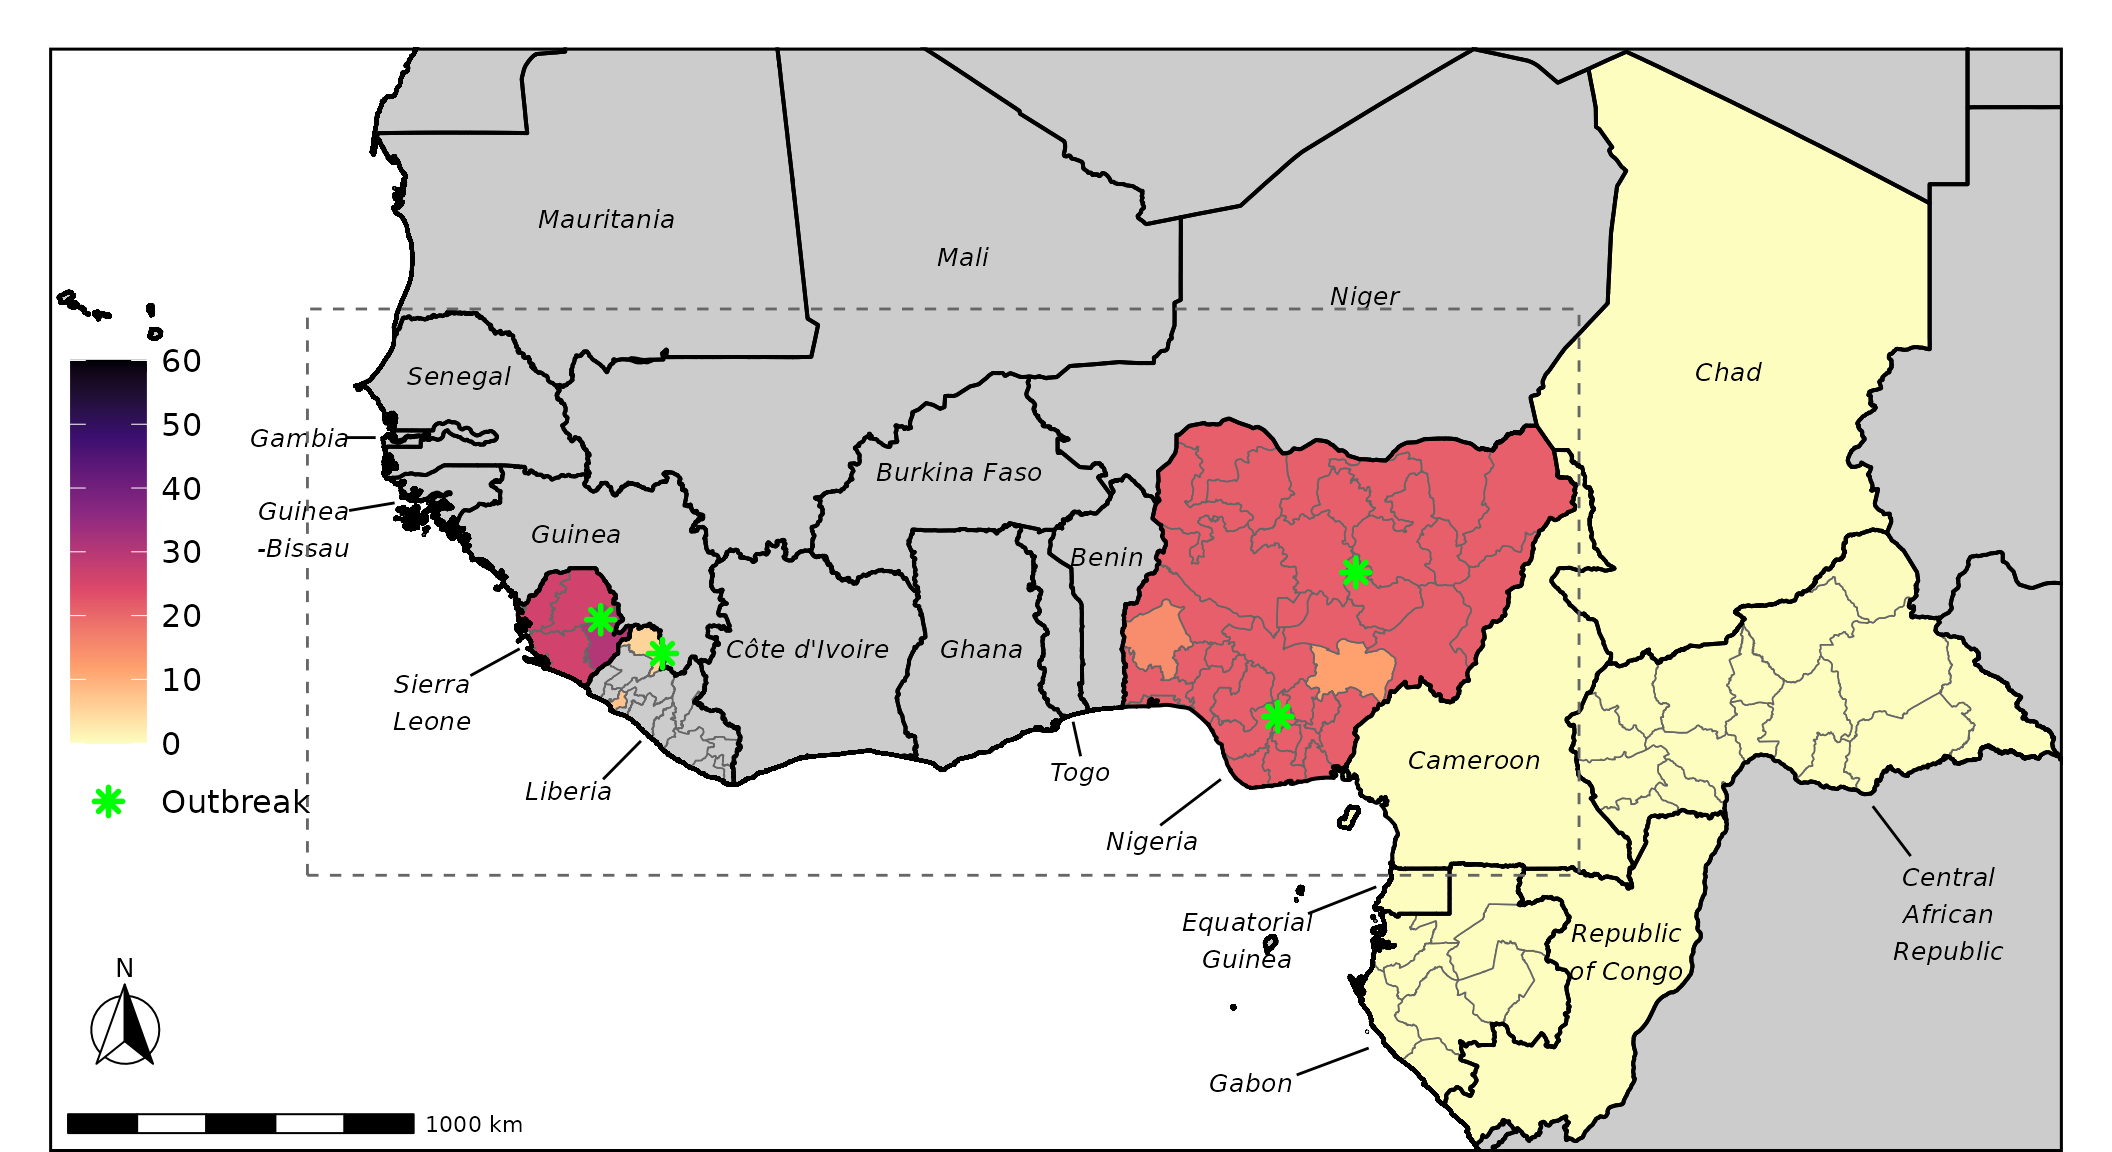 Mauritania
Mali
Niger
Chad
Senegal
Gambia
Guinea
-Bissau
Guinea
Burkina Faso
Benin
Côte d'Ivoire
Ghana
Sierra
Leone
Liberia
Togo
Nigeria
Cameroon
Central
African
Republic
Equatorial
Guinea
Republic
of Congo
Gabon
60
50
40
30
20
10
0
Outbreak
N
1000 km